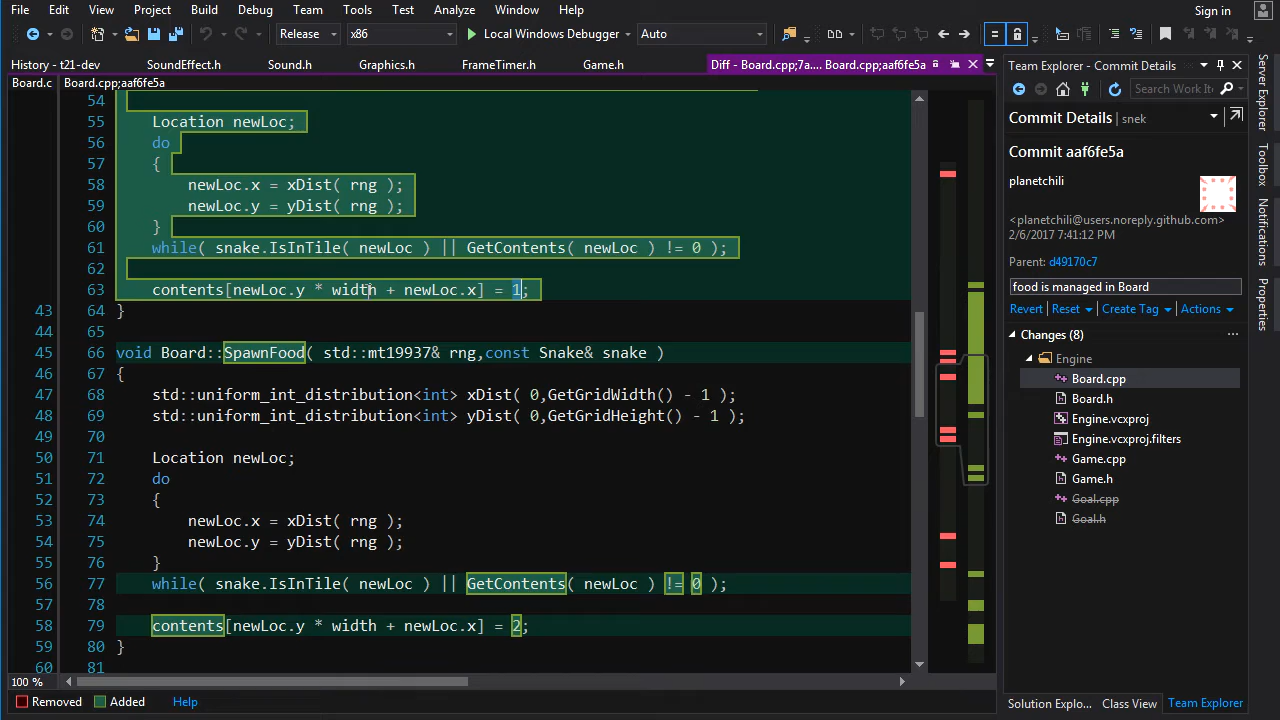 File Edit View Project Build Debug Team Tools Test Analyze Window Help Sign in
Release x86 Local Windows Debugger Auto
History - t21-dev SoundEffect.h Sound.h Graphics.h FrameTimer.h Game.h Diff - Board.cpp;7a.... Board.cpp;aaf6fe5a
Board.c Board.cpp;aaf6fe5a
54
55 Location newLoc;
56 do
57 {
58 newLoc.x = xDist( rng );
59 newLoc.y = yDist( rng );
60 }
61 while( snake.IsInTile( newLoc ) || GetContents( newLoc ) != 0 );
62
63 contents[newLoc.y * width + newLoc.x] = 1;
43 64 }
44 65
45 66 void Board::SpawnFood( std::mt19937& rng,const Snake& snake )
46 67 {
47 68 std::uniform_int_distribution<int> xDist( 0,GetGridWidth() - 1 );
48 69 std::uniform_int_distribution<int> yDist( 0,GetGridHeight() - 1 );
49 70
50 71 Location newLoc;
51 72 do
52 73 {
53 74 newLoc.x = xDist( rng );
54 75 newLoc.y = yDist( rng );
55 76 }
56 77 while( snake.IsInTile( newLoc ) || GetContents( newLoc ) != 0 );
57 78
58 79 contents[newLoc.y * width + newLoc.x] = 2;
59 80 }
60 81
100 %
Removed Added Help
Team Explorer - Commit Details
Search Work Ite
Commit Details | snek
Commit aaf6fe5a
planetchili
<planetchili@users.noreply.github.com>
2/6/2017 7:41:12 PM
Parent: d49170c7
food is managed in Board
Revert Reset Create Tag Actions
Changes (8)
Engine
Board.cpp
Board.h
Engine.vcxproj
Engine.vcxproj.filters
Game.cpp
Game.h
Goal.cpp
Goal.h
Solution Explo... Class View Team Explorer
Server Explorer
Toolbox
Notifications
Properties